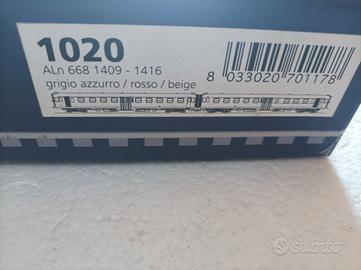 1020
ALn 668 1409 - 1416
grigio azzurro / rosso / beige
8 033020 701178
subito